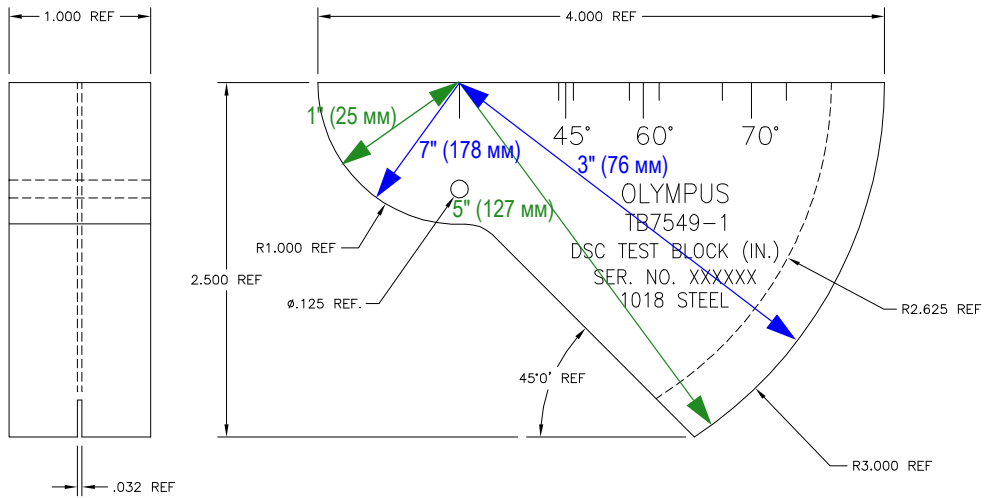 1.000 REF
4.000 REF
1" (25 мм)
7" (178 мм)
3" (76 мм)
5" (127 мм)
45°
60°
70°
OLYMPUS
TB7549-1
DSC TEST BLOCK (IN.)
SER. NO. XXXXXX
1018 STEEL
R1.000 REF
2.500 REF
ø.125 REF.
R2.625 REF
45°0' REF
R3.000 REF
.032 REF